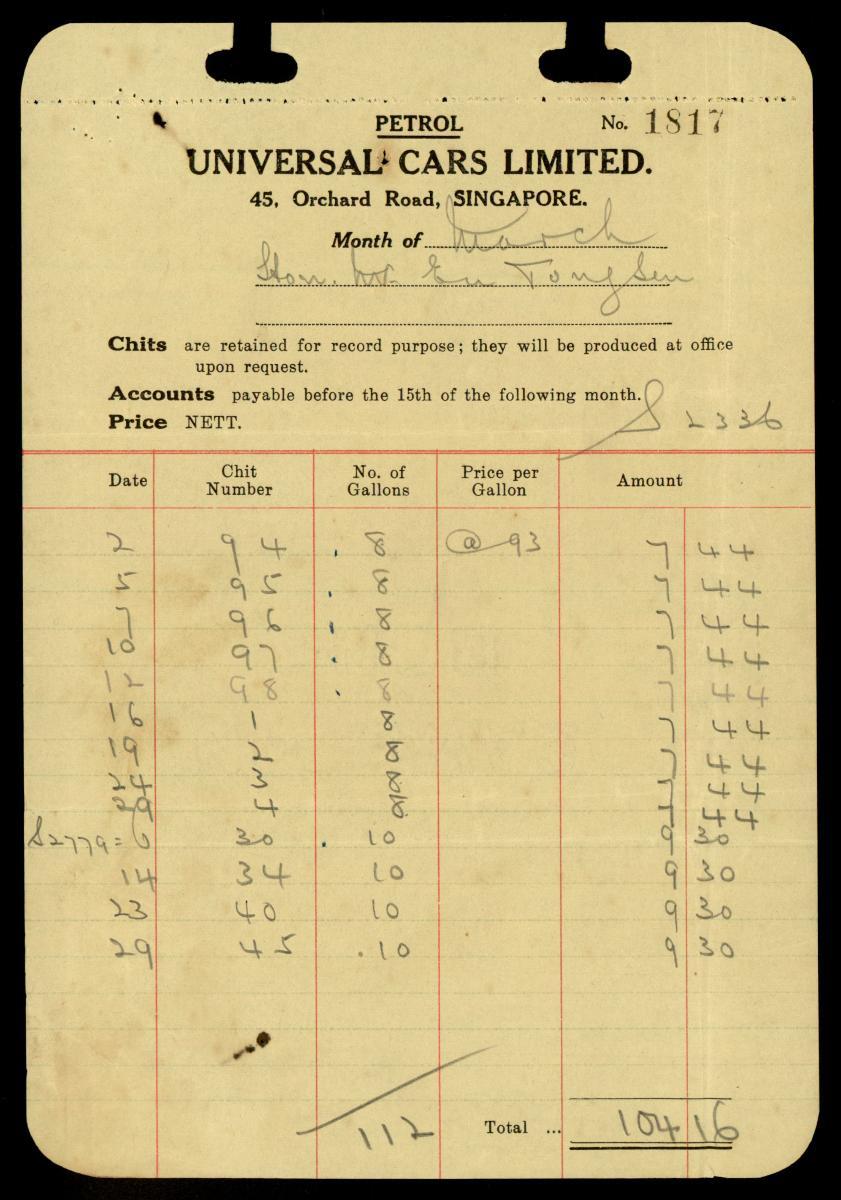 PETROL No. 1817
UNIVERSAL CARS LIMITED.
45, Orchard Road, SINGAPORE.
Month of March
Hon. Mr. Eu Tong Sen
Chits are retained for record purpose; they will be produced at office
upon request.
Accounts payable before the 15th of the following month.
Price NETT. S 2336
Date Chit Number No. of Gallons Price per Gallon Amount
2 94 8 @ 93 7 44
5 95 8 7 44
7 96 8 7 44
10 97 8 7 44
12 98 8 7 44
16 1 8 7 44
19 2 8 7 44
24 3 8 7 44
29 4 8 7 44
S2779 = 6 30 10 9 30
14 34 10 9 30
23 40 10 9 30
29 45 10 9 30
112 Total ... 104 16